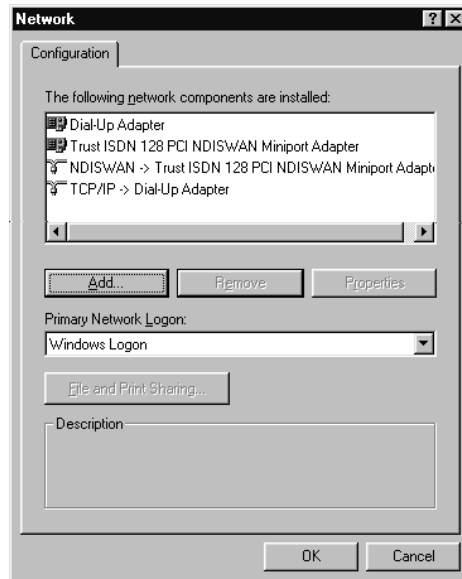 Network
Configuration
The following network components are installed:
Dial-Up Adapter
Trust ISDN 128 PCI NDISWAN Miniport Adapter
NDISWAN -> Trust ISDN 128 PCI NDISWAN Miniport Adapt
TCP/IP -> Dial-Up Adapter
Add... Remove Properties
Primary Network Logon:
Windows Logon
File and Print Sharing...
Description
OK Cancel